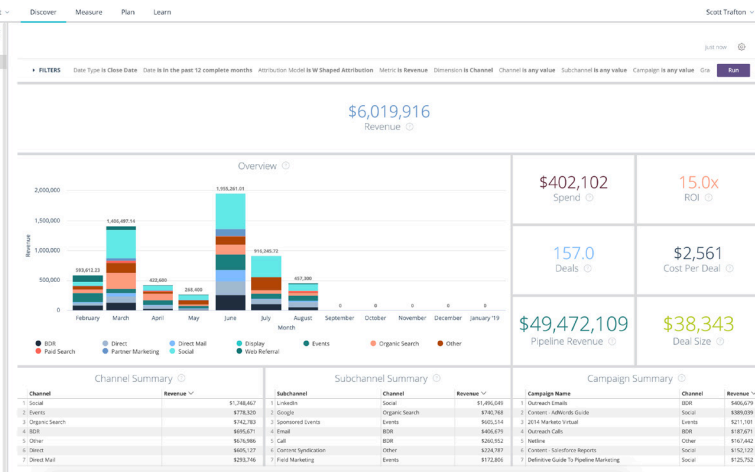 Discover Measure Plan Learn Scott Trafton
just now
FILTERS Date Type is Close Date Date is in the past 12 complete months Attribution Model is W Shaped Attribution Metric is Revenue Dimension is Channel Channel is any value Subchannel is any value Campaign is any value Run
$6,019,916
Revenue
Overview
Revenue
2,000,000
1,500,000
1,000,000
500,000
0
593,612.23
1,406,497.14
422,600
268,400
1,955,261.01
910,245.72
457,300
0 0 0 0 0
February March April May June July August September October November December January '19
Month
BDR Direct Direct Mail Display Events Organic Search Other
Paid Search Partner Marketing Social Web Referral
$402,102
Spend
15.0x
ROI
157.0
Deals
$2,561
Cost Per Deal
$49,472,109
Pipeline Revenue
$38,343
Deal Size
Channel Summary
Channel Revenue
1 Social $1,748,467
2 Events $778,320
3 Organic Search $742,783
4 BDR $695,671
5 Other $676,986
6 Direct $605,127
7 Direct Mail $293,746
Subchannel Summary
Subchannel Channel Revenue
1 LinkedIn Social $1,496,049
2 Google Organic Search $740,768
3 Sponsored Events Events $605,514
4 Email BDR $406,679
5 Call BDR $260,952
6 Content Syndication Other $224,787
7 Field Marketing Events $172,806
Campaign Summary
Campaign Name Channel Revenue
1 Outreach Emails BDR $406,679
2 Content - AdWords Guide Social $389,039
3 2014 Marketo Virtual Events $211,101
4 Outreach Calls BDR $187,671
5 Netline Other $167,442
6 Content - Salesforce Reports Social $152,122
7 Definitive Guide To Pipeline Marketing Social $125,702